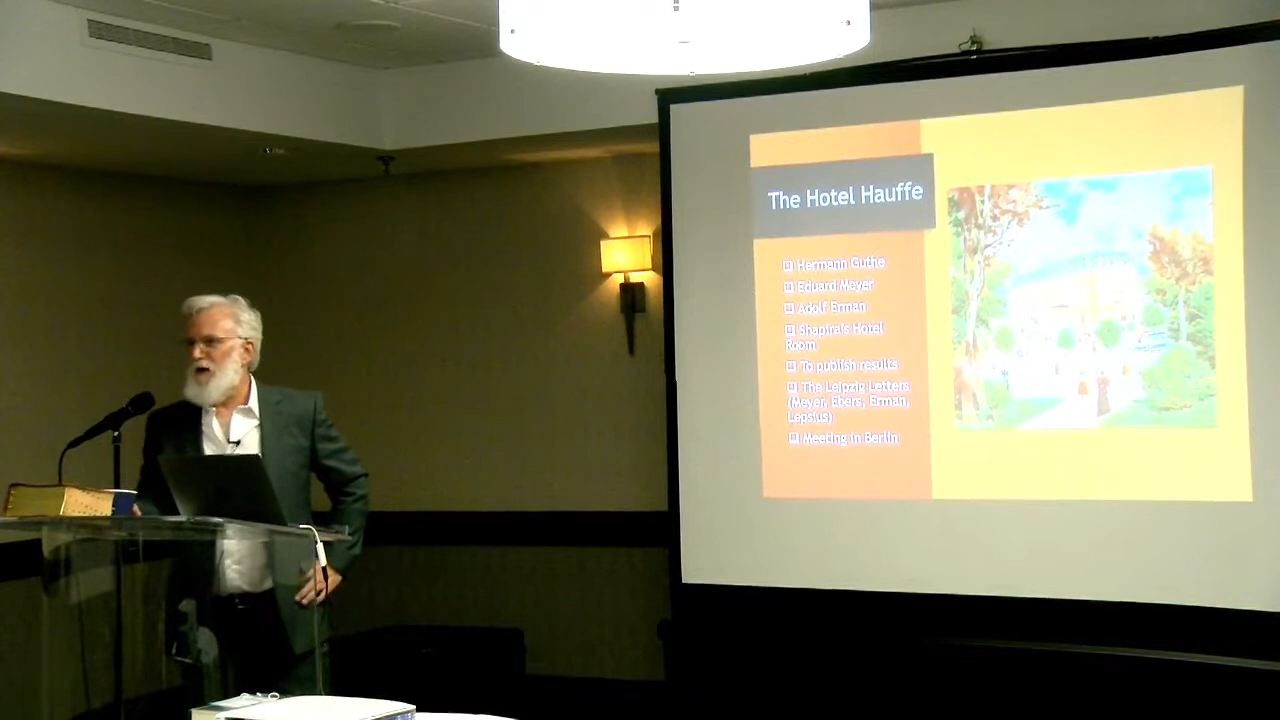 The Hotel Hauffe
❑ Hermann Guthe
❑ Eduard Meyer
❑ Adolf Erman
❑ Shapira's Hotel
Room
❑ To publish results
❑ The Leipzig Letters
(Meyer, Ebers, Erman,
Lepsius)
❑ Meeting in Berlin